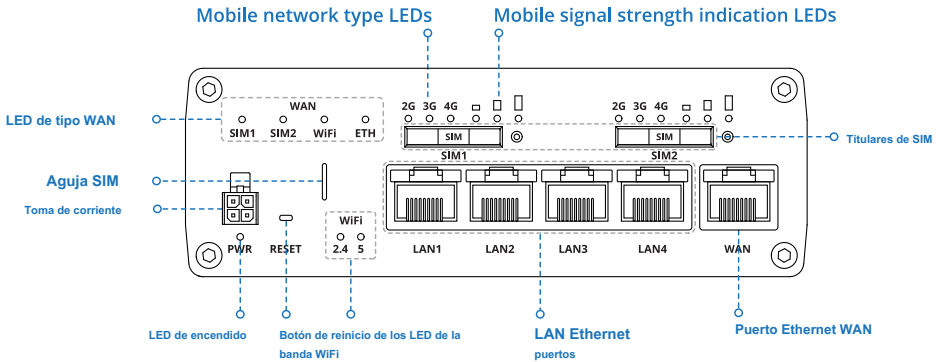 Mobile network type LEDs
Mobile signal strength indication LEDs
WAN
2G 3G 4G
2G 3G 4G
LED de tipo WAN
SIM1 SIM2 WiFi ETH
SIM
SIM
Titulares de SIM
SIM1
SIM2
Aguja SIM
Toma de corriente
WiFi
PWR
RESET
2.4 5
LAN1
LAN2
LAN3
LAN4
WAN
LED de encendido
Botón de reinicio de los LED de la
banda WiFi
LAN Ethernet
puertos
Puerto Ethernet WAN